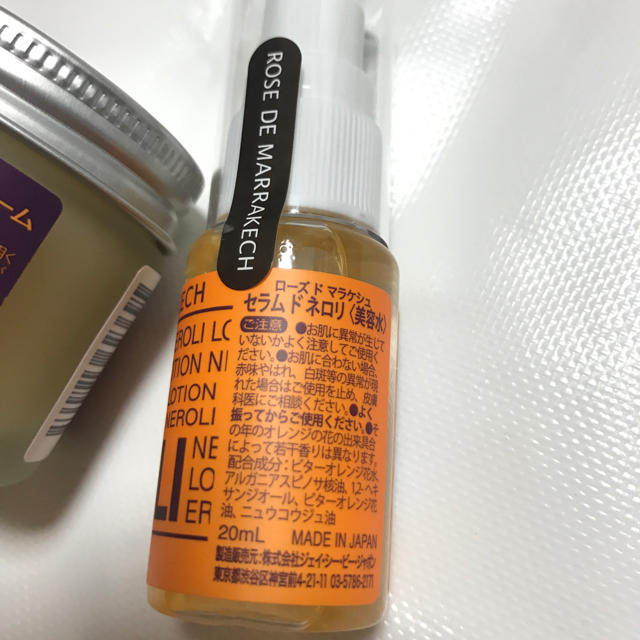 ROSE DE MARRAKECH
ーム
ECH
ローズ ド マラケシュ
セラム ド ネロリ〈美容水〉
ご注意 ●お肌に異常が生じて
いないかよく注意してご使用く
ださい。●お肌に合わない場合、
赤味やはれ、白斑等の異常が現
れた場合はご使用を止め、皮膚
科医にご相談ください。●よく
振ってからご使用ください。●そ
の年のオレンジの花の出来具合
によって若干香りは異なります。
配合成分：ビターオレンジ花水、
アルガニアスピノサ核油、1,2-ヘキ
サンジオール、ビターオレンジ花
油、ニュウコウジュ油
20mL MADE IN JAPAN
製造販売元：株式会社ジェイシービージャポン
東京都渋谷区神宮前4-21-11 03-5786-2171
EROLI LO
TION NE
LOTION
NEROLI
LI
NE
LO
ER